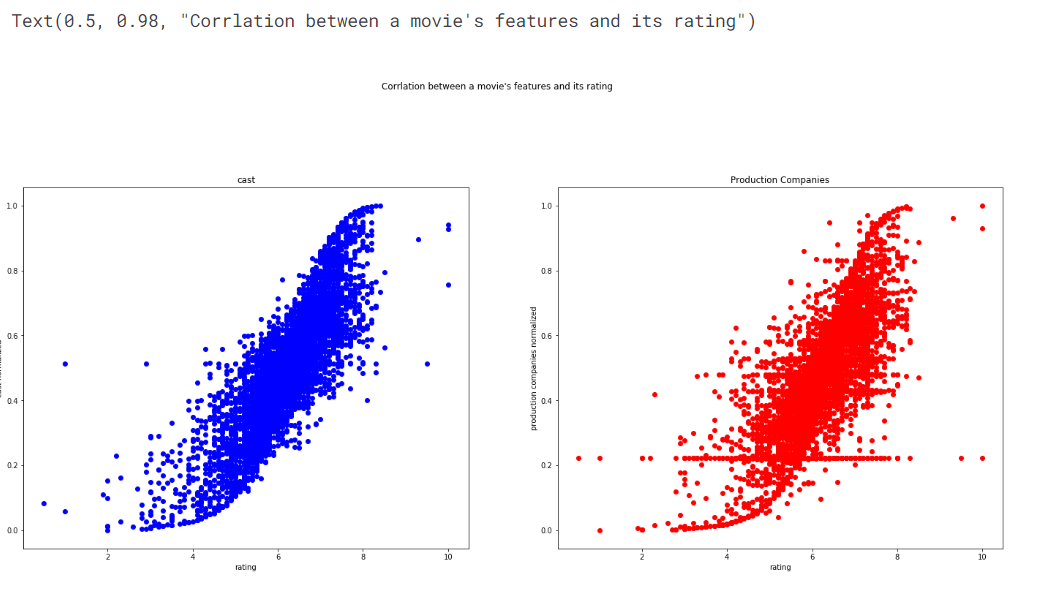 Text(0.5, 0.98, "Corrlation between a movie's features and its rating")
Corrlation between a movie's features and its rating
cast
1.0
0.8
0.6
0.4
0.2
0.0
2 4 6 8 10
rating
Production Companies
production companies normalized
1.0
0.8
0.6
0.4
0.2
0.0
2 4 6 8 10
rating